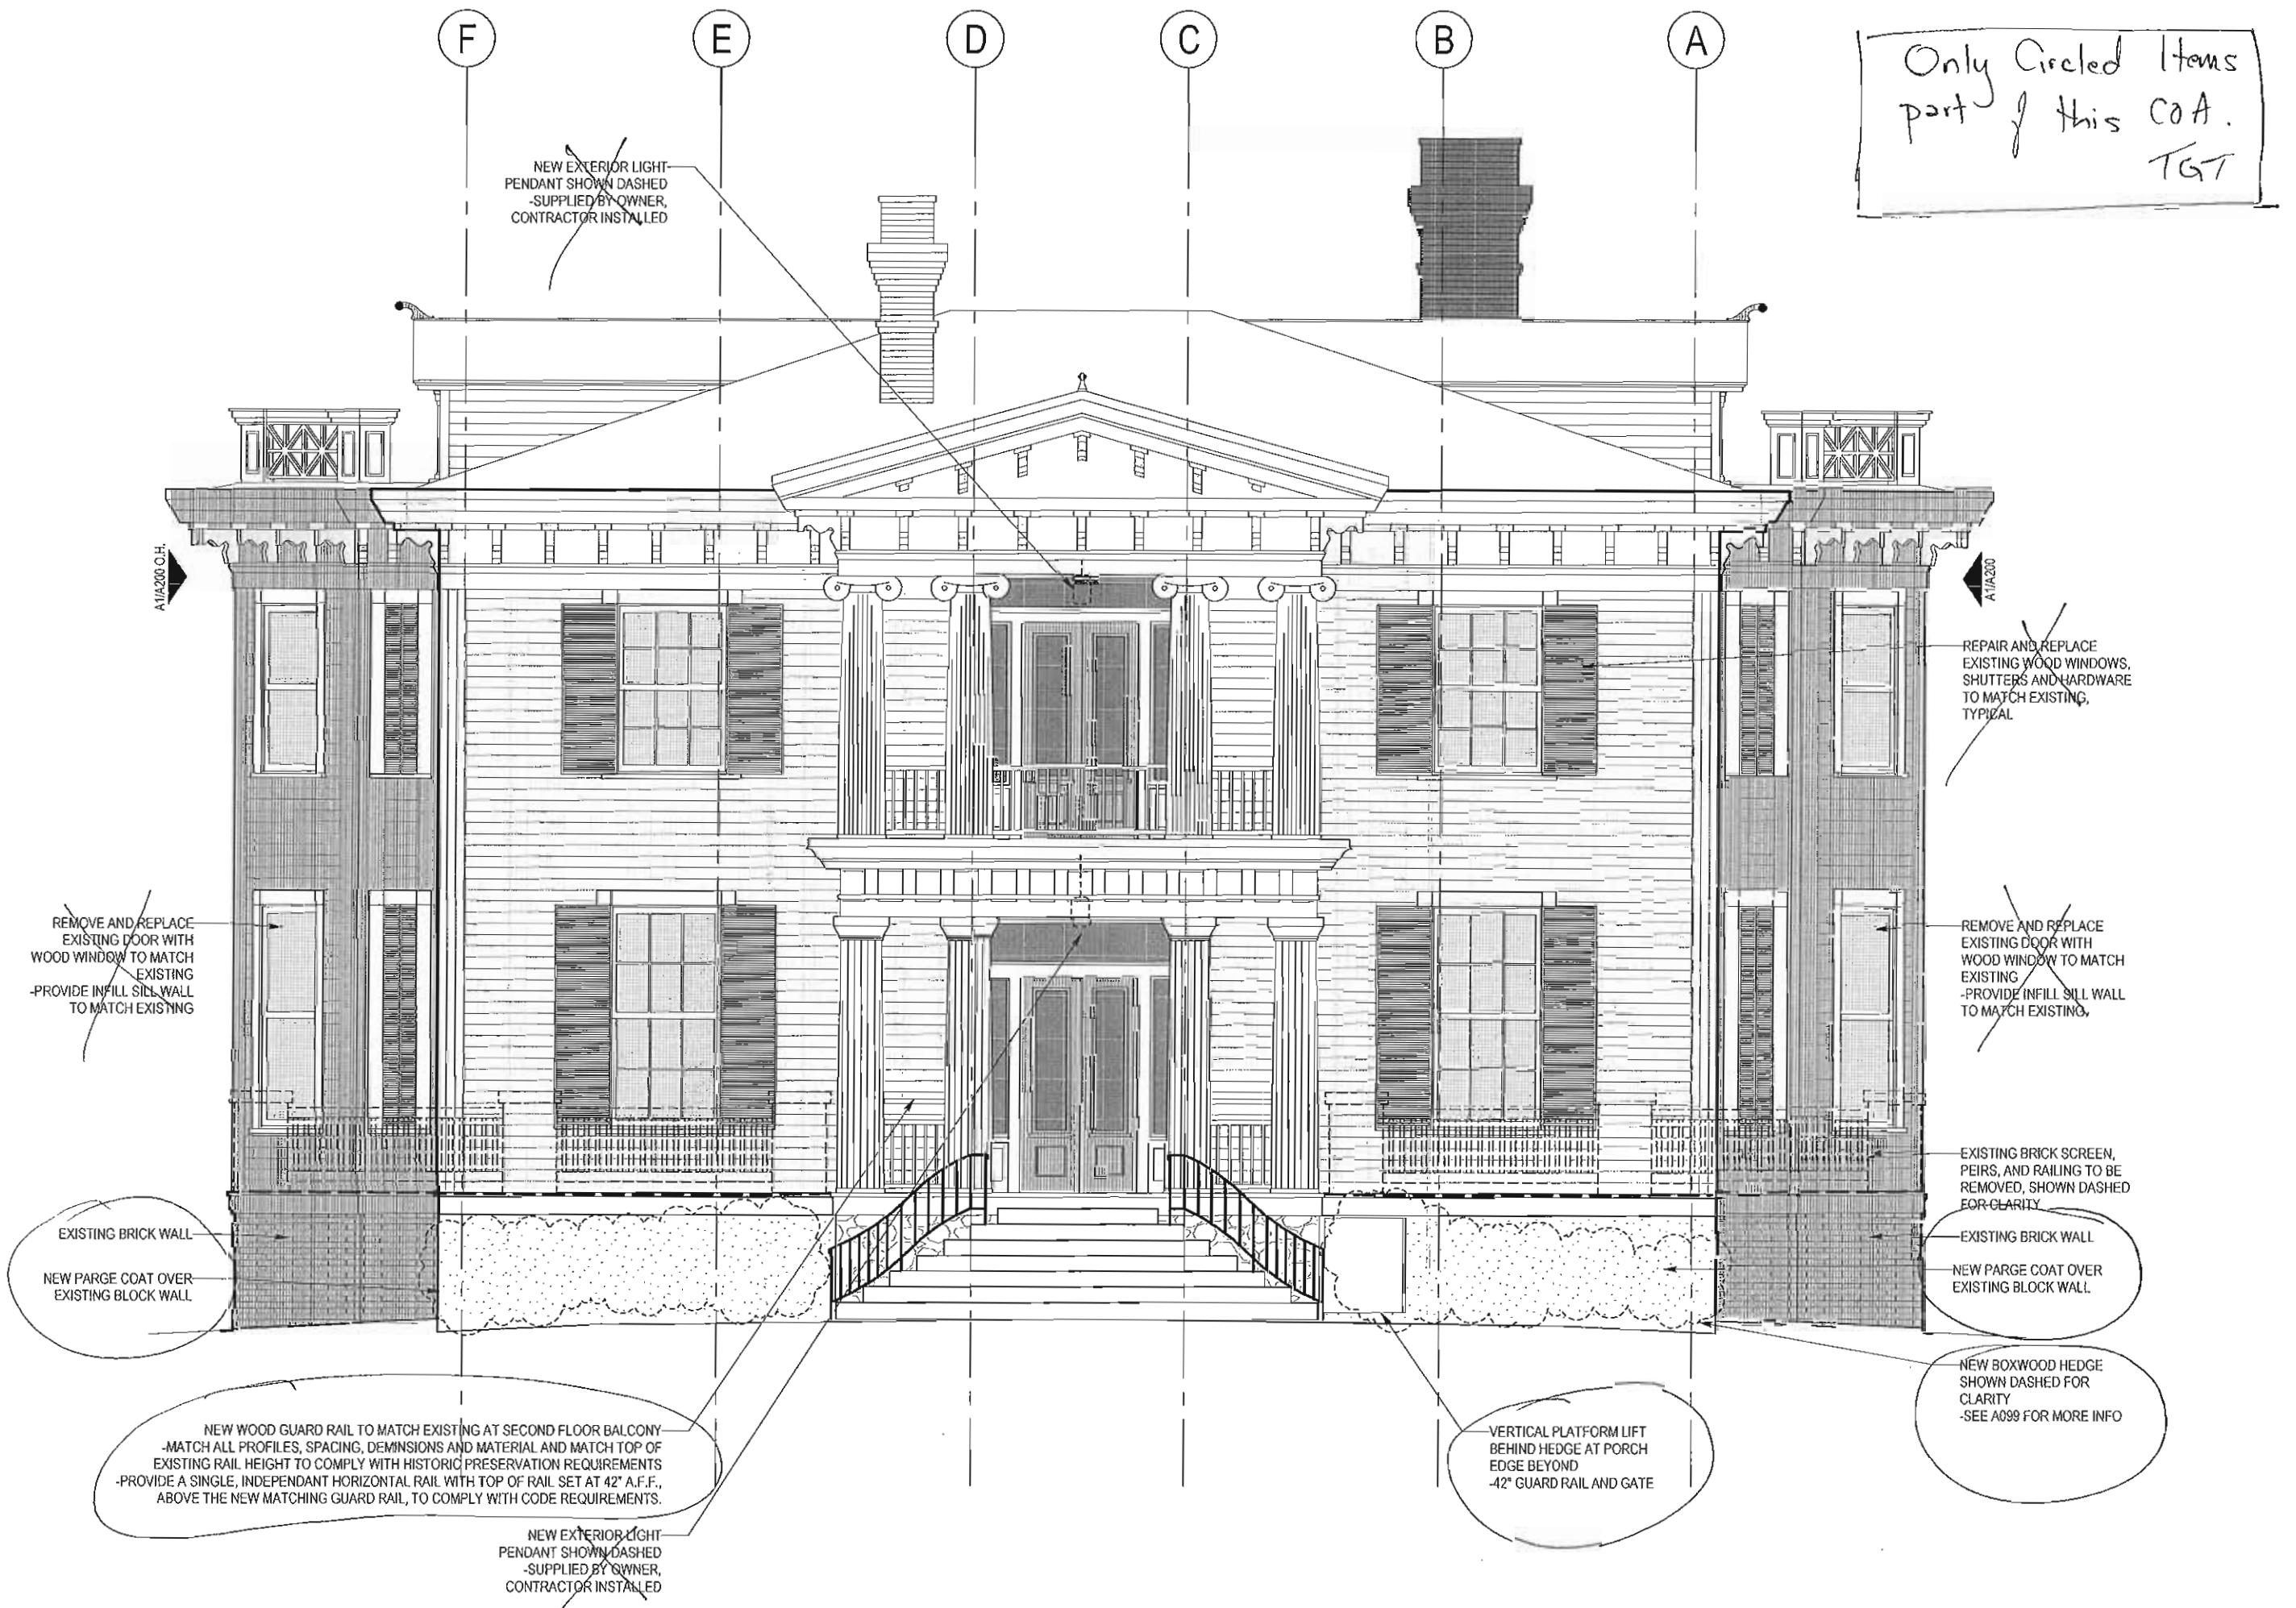 F
E
D
C
B
A
Only Circled Items
part of this COA.
TGT
NEW EXTERIOR LIGHT
PENDANT SHOWN DASHED
-SUPPLIED BY OWNER,
CONTRACTOR INSTALLED
A1/A200 O.H.
A1/A200
REPAIR AND REPLACE
EXISTING WOOD WINDOWS,
SHUTTERS AND HARDWARE
TO MATCH EXISTING,
TYPICAL
REMOVE AND REPLACE
EXISTING DOOR WITH
WOOD WINDOW TO MATCH
EXISTING
-PROVIDE INFILL SILL WALL
TO MATCH EXISTING
REMOVE AND REPLACE
EXISTING DOOR WITH
WOOD WINDOW TO MATCH
EXISTING
-PROVIDE INFILL SILL WALL
TO MATCH EXISTING,
EXISTING BRICK SCREEN,
PEIRS, AND RAILING TO BE
REMOVED, SHOWN DASHED
FOR CLARITY
EXISTING BRICK WALL
NEW PARGE COAT OVER
EXISTING BLOCK WALL
EXISTING BRICK WALL
NEW PARGE COAT OVER
EXISTING BLOCK WALL
NEW BOXWOOD HEDGE
SHOWN DASHED FOR
CLARITY
-SEE A099 FOR MORE INFO
NEW WOOD GUARD RAIL TO MATCH EXISTING AT SECOND FLOOR BALCONY
-MATCH ALL PROFILES, SPACING, DEMINSIONS AND MATERIAL AND MATCH TOP OF
EXISTING RAIL HEIGHT TO COMPLY WITH HISTORIC PRESERVATION REQUIREMENTS
-PROVIDE A SINGLE, INDEPENDANT HORIZONTAL RAIL WITH TOP OF RAIL SET AT 42" A.F.F.,
ABOVE THE NEW MATCHING GUARD RAIL, TO COMPLY WITH CODE REQUIREMENTS.
VERTICAL PLATFORM LIFT
BEHIND HEDGE AT PORCH
EDGE BEYOND
-42" GUARD RAIL AND GATE
NEW EXTERIOR LIGHT
PENDANT SHOWN DASHED
-SUPPLIED BY OWNER,
CONTRACTOR INSTALLED